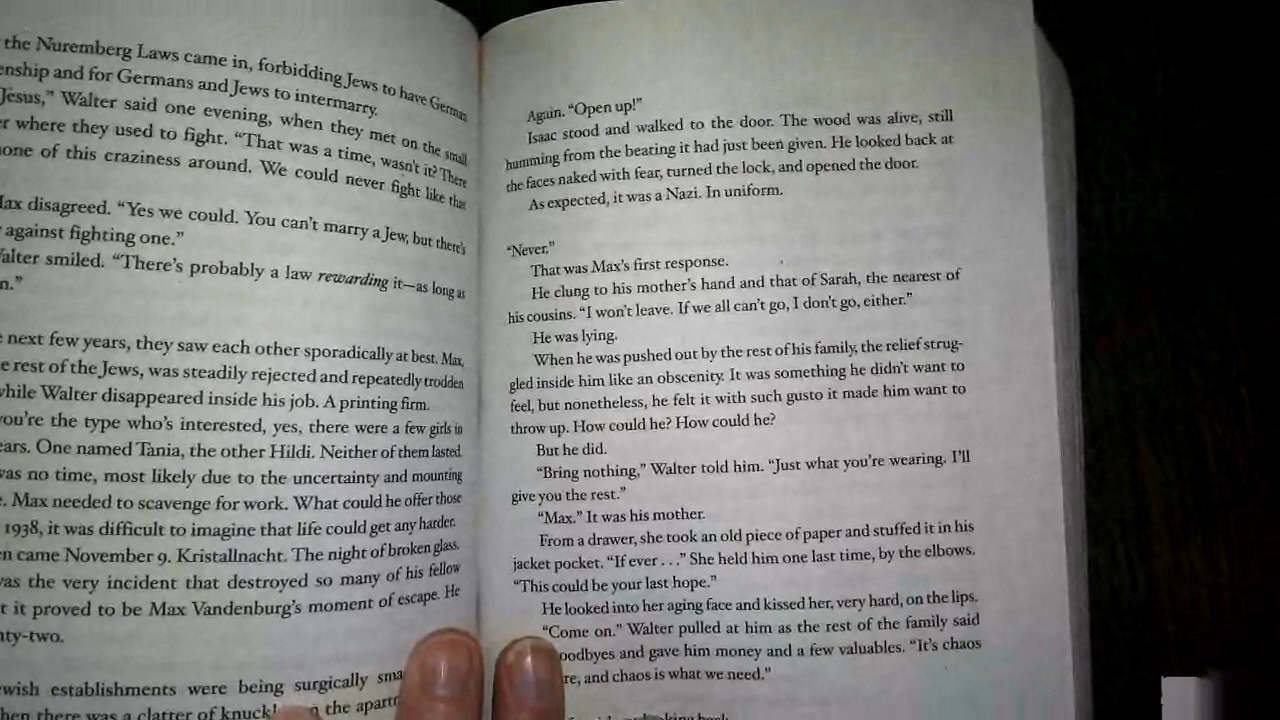 the Nuremberg Laws came in, forbidding Jews to have German
enship and for Germans and Jews to intermarry.
Jesus,” Walter said one evening, when they met on the small
er where they used to fight. “That was a time, wasn’t it? There
none of this craziness around. We could never fight like that
Max disagreed. “Yes we could. You can’t marry a Jew, but there’s
against fighting one.”
Walter smiled. “There’s probably a law rewarding it—as long as
n.”
e next few years, they saw each other sporadically at best. Max,
e rest of the Jews, was steadily rejected and repeatedly trodden
while Walter disappeared inside his job. A printing firm.
you’re the type who’s interested, yes, there were a few girls in
ears. One named Tania, the other Hildi. Neither of them lasted.
was no time, most likely due to the uncertainty and mounting
e. Max needed to scavenge for work. What could he offer those
1938, it was difficult to imagine that life could get any harder.
en came November 9. Kristallnacht. The night of broken glass.
was the very incident that destroyed so many of his fellow
t it proved to be Max Vandenburg’s moment of escape. He
nty-two.
wish establishments were being surgically sma
hen there was a clatter of knuckl n the apartm
Again. “Open up!”
Isaac stood and walked to the door. The wood was alive, still
humming from the beating it had just been given. He looked back at
the faces naked with fear, turned the lock, and opened the door.
As expected, it was a Nazi. In uniform.
“Never.”
That was Max’s first response.
He clung to his mother’s hand and that of Sarah, the nearest of
his cousins. “I won’t leave. If we all can’t go, I don’t go, either.”
He was lying.
When he was pushed out by the rest of his family, the relief strug-
gled inside him like an obscenity. It was something he didn’t want to
feel, but nonetheless, he felt it with such gusto it made him want to
throw up. How could he? How could he?
But he did.
“Bring nothing,” Walter told him. “Just what you’re wearing. I’ll
give you the rest.”
“Max.” It was his mother.
From a drawer, she took an old piece of paper and stuffed it in his
jacket pocket. “If ever . . .” She held him one last time, by the elbows.
“This could be your last hope.”
He looked into her aging face and kissed her, very hard, on the lips.
“Come on.” Walter pulled at him as the rest of the family said
oodbyes and gave him money and a few valuables. “It’s chaos
re, and chaos is what we need.”